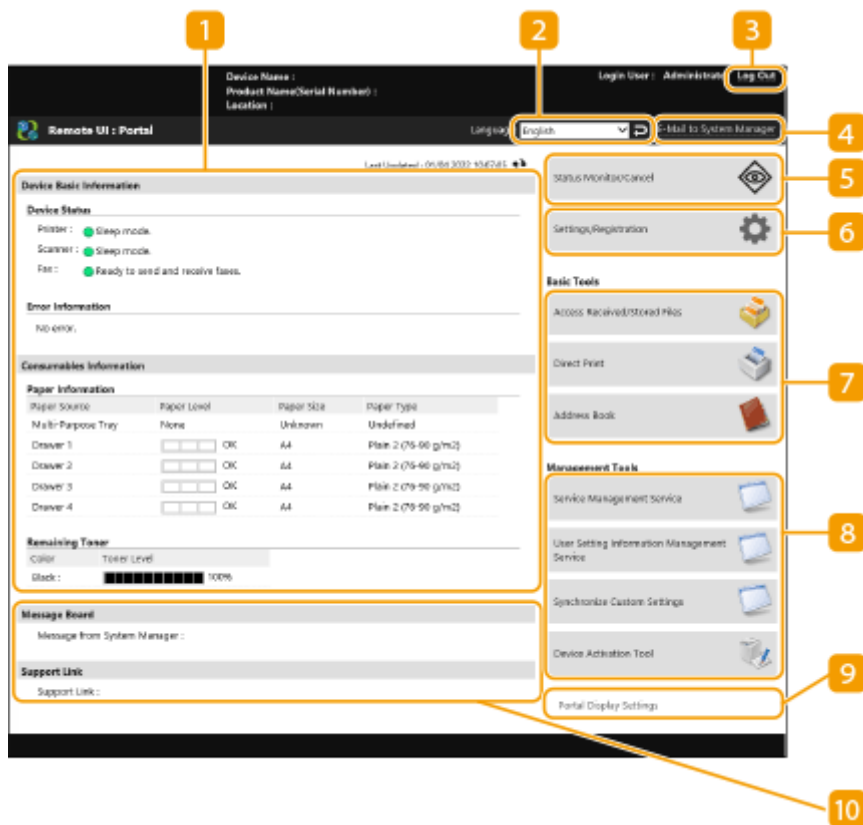 1
2
3
Device Name :
Product Name(Serial Number) :
Location :
Login User : Administrato Log Out
Remote UI : Portal
Languag English
E-Mail to System Manager
4
Last Updated :
Status Monitor/Cancel
5
Settings/Registration
6
Device Basic Information
Device Status
Printer : Sleep mode.
Scanner : Sleep mode.
Fax : Ready to send and receive faxes.
Error Information
No error.
Consumables Information
Paper Information
Paper Source Paper Level Paper Size Paper Type
Multi-Purpose Tray None Unknown Undefined
Drawer 1 OK A4 Plain 2 (76-90 g/m2)
Drawer 2 OK A4 Plain 2 (76-90 g/m2)
Drawer 3 OK A4 Plain 2 (76-90 g/m2)
Drawer 4 OK A4 Plain 2 (76-90 g/m2)
Remaining Toner
Color Toner Level
Black : 100%
Message Board
Message from System Manager :
Support Link
Support Link :
Basic Tools
Access Received/Stored Files
Direct Print
Address Book
7
Management Tools
Service Management Service
User Setting Information Management
Service
Synchronize Custom Settings
Device Activation Tool
8
Portal Display Settings
9
10